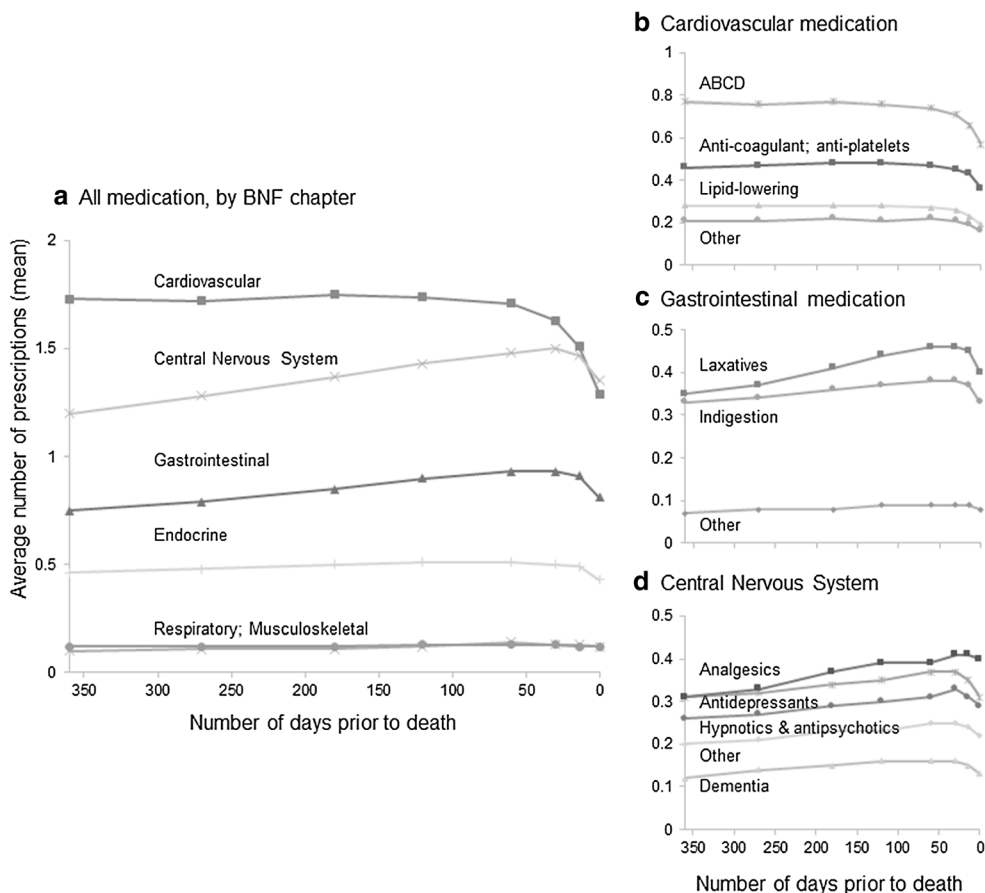 a All medication, by BNF chapter
Average number of prescriptions (mean)
2
1.5
1
0.5
0
Cardiovascular
Central Nervous System
Gastrointestinal
Endocrine
Respiratory; Musculoskeletal
350 300 250 200 150 100 50 0
Number of days prior to death
b Cardiovascular medication
1
0.8
0.6
0.4
0.2
0
ABCD
Anti-coagulant; anti-platelets
Lipid-lowering
Other
c Gastrointestinal medication
0.5
0.4
0.3
0.2
0.1
0
Laxatives
Indigestion
Other
d Central Nervous System
0.5
0.4
0.3
0.2
0.1
0
Analgesics
Antidepressants
Hypnotics & antipsychotics
Other
Dementia
350 300 250 200 150 100 50 0
Number of days prior to death